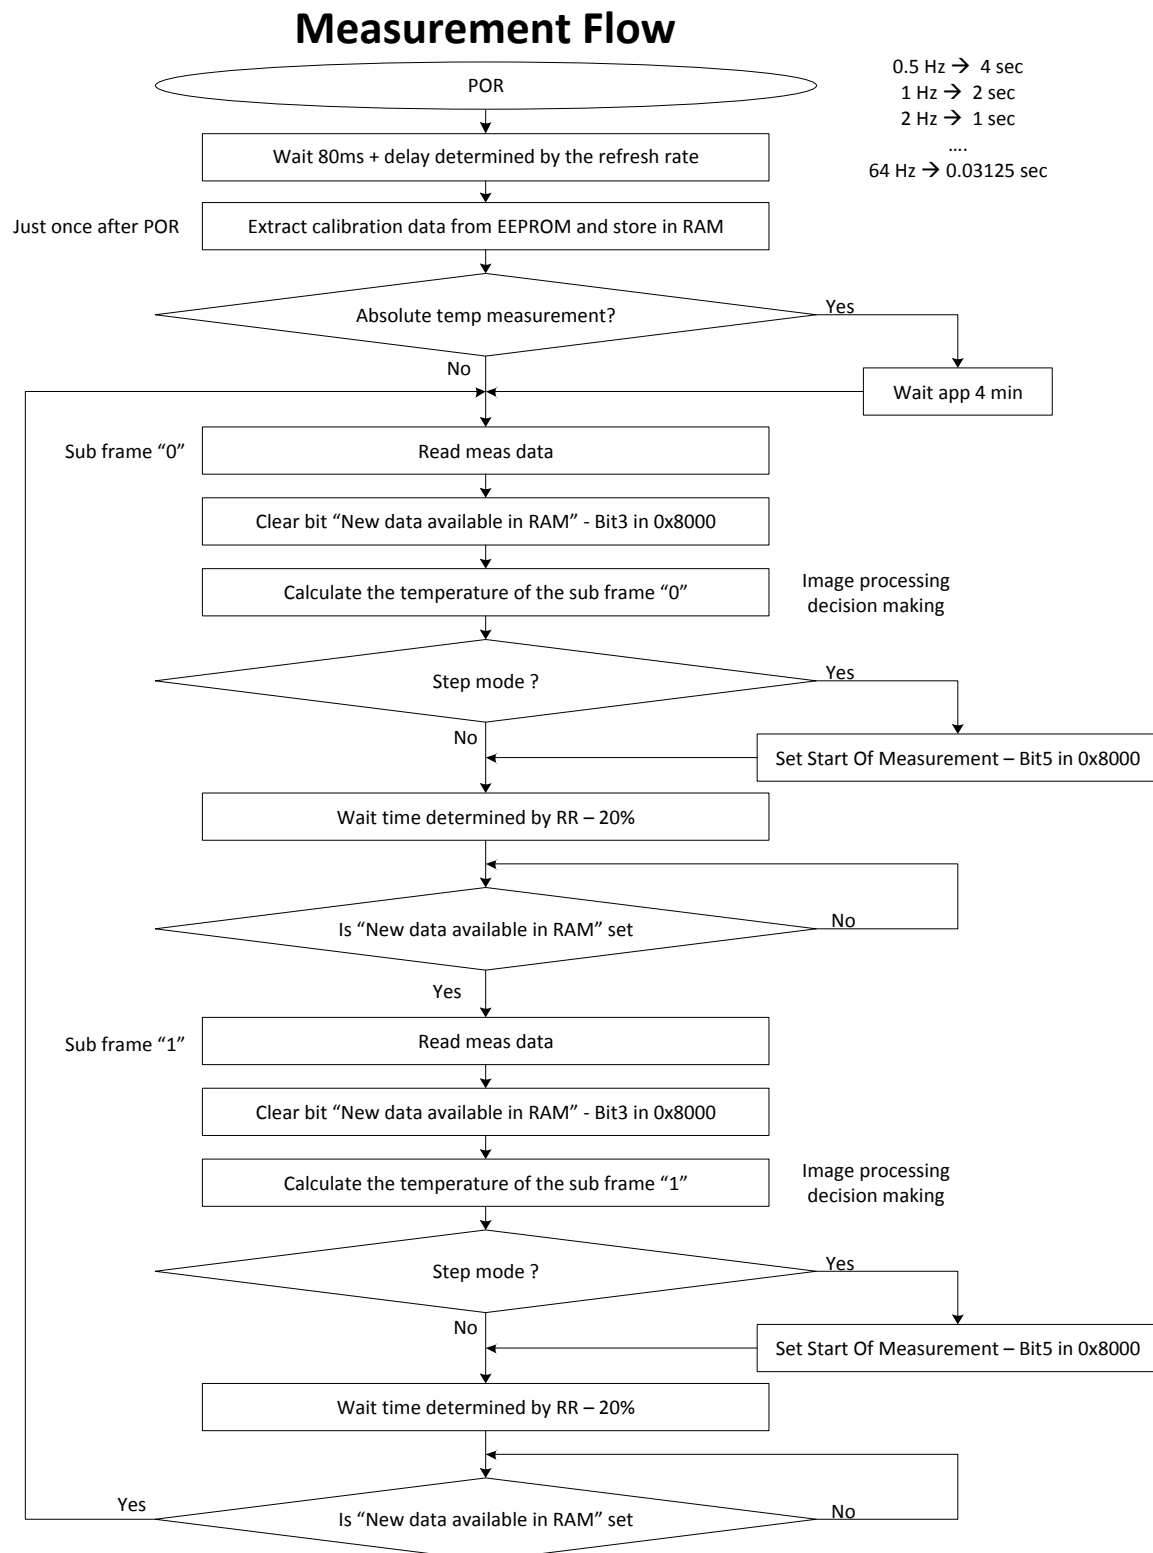 Measurement Flow
0.5 Hz → 4 sec
1 Hz → 2 sec
2 Hz → 1 sec
....
64 Hz → 0.03125 sec
POR
Wait 80ms + delay determined by the refresh rate
Just once after POR
Extract calibration data from EEPROM and store in RAM
Absolute temp measurement?
Yes
No
Wait app 4 min
Sub frame “0”
Read meas data
Clear bit “New data available in RAM” - Bit3 in 0x8000
Calculate the temperature of the sub frame “0”
Image processing
decision making
Step mode ?
Yes
No
Set Start Of Measurement – Bit5 in 0x8000
Wait time determined by RR – 20%
Is “New data available in RAM” set
No
Yes
Sub frame “1”
Read meas data
Clear bit “New data available in RAM” - Bit3 in 0x8000
Calculate the temperature of the sub frame “1”
Image processing
decision making
Step mode ?
Yes
No
Set Start Of Measurement – Bit5 in 0x8000
Wait time determined by RR – 20%
Yes
Is “New data available in RAM” set
No